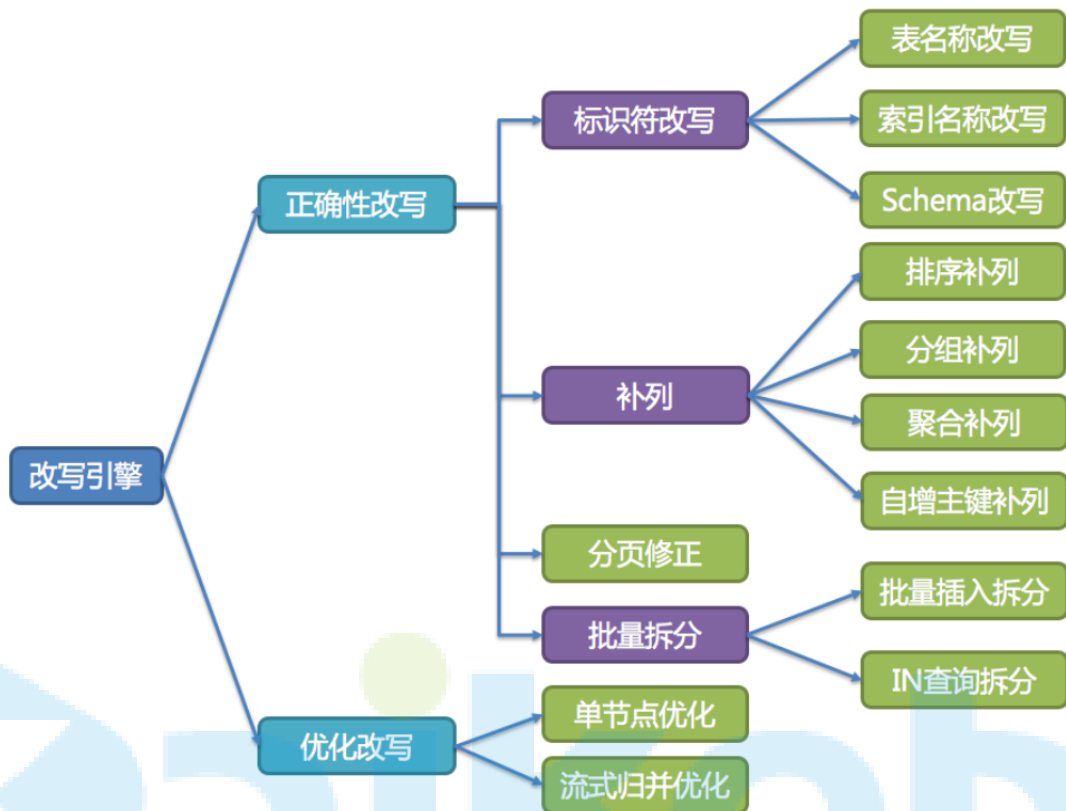 改写引擎
正确性改写
标识符改写
表名称改写
索引名称改写
Schema改写
补列
排序补列
分组补列
聚合补列
自增主键补列
分页修正
批量拆分
批量插入拆分
IN查询拆分
优化改写
单节点优化
流式归并优化